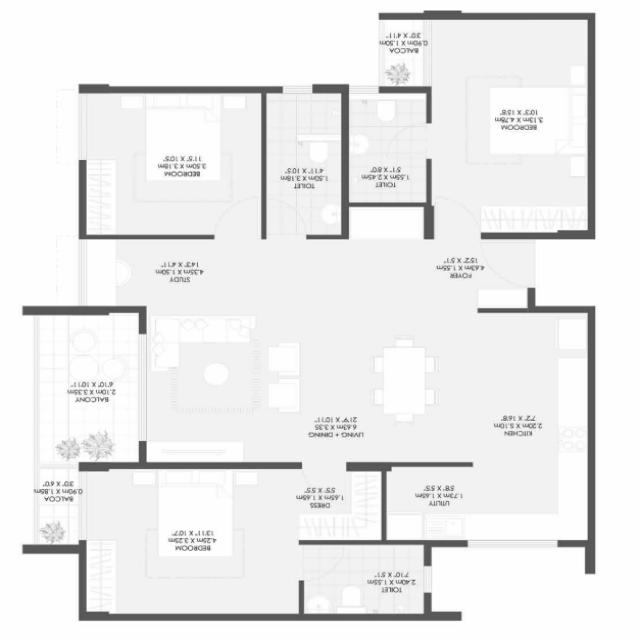 TOILET
2.40m X 1.55m
7'10" X 5'1"
BEDROOM
4.25m X 3.25m
13'11" X 10'7"
UTILITY
1.73m X 1.65m
5'8" X 5'5"
DRESS
1.65m X 1.65m
5'5" X 5'5"
BALCOA
0.90m X 1.85m
3'0" X 6'0"
KITCHEN
2.20m X 5.10m
7'2" X 16'8"
LIVING + DINING
6.63m X 3.35
21'9" X 10'11"
BALCONY
2.10m X 3.35m
6'10" X 10'11"
FOYER
4.63m X 1.55m
15'2" X 5'1"
STUDY
4.35m X 1.50m
14'3" X 4'11"
TOILET
1.55m X 2.45m
5'1" X 8'0"
TOILET
1.50m X 3.18m
4'11" X 10'5"
BEDROOM
3.50m X 3.18m
11'5" X 10'5"
BEDROOM
3.13m X 4.78m
10'3" X 15'8"
BALCOA
0.90m X 1.50m
3'0" X 4'11"